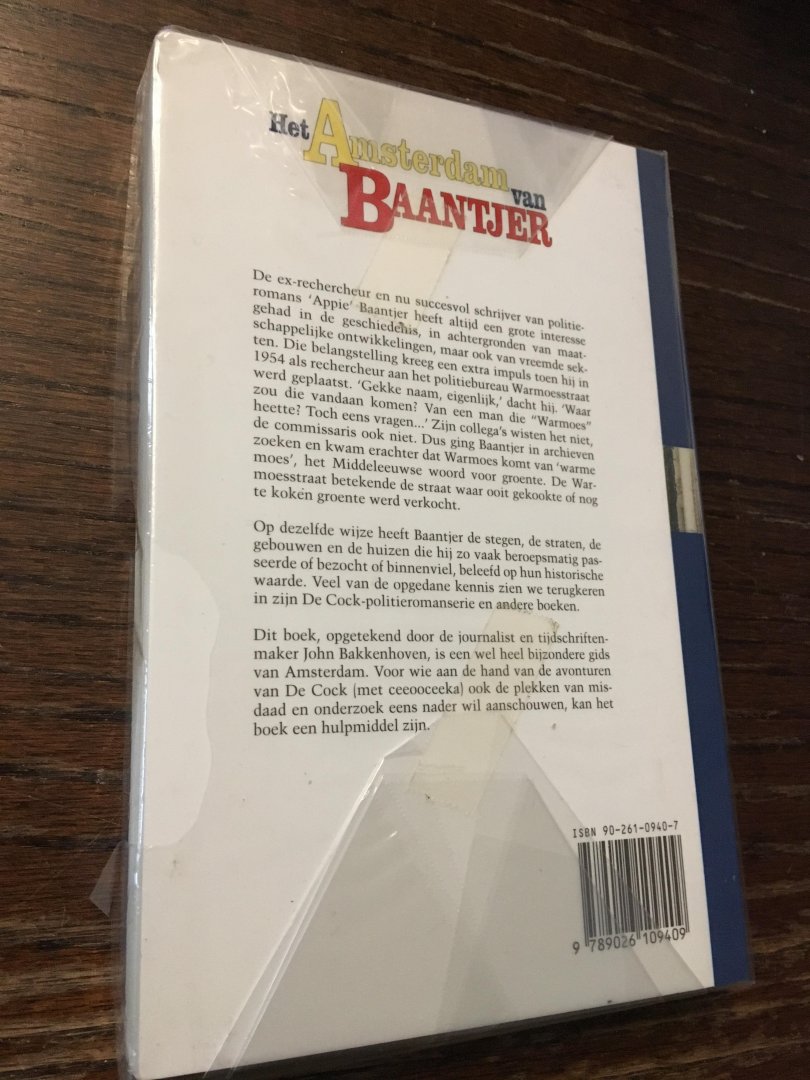 Het Amsterdam van
BAANTJER
De ex-rechercheur en nu succesvol schrijver van politie-
romans 'Appie' Baantjer heeft altijd een grote interesse
gehad in de geschiedenis, in achtergronden van maat-
schappelijke ontwikkelingen, maar ook van vreemde sek-
ten. Die belangstelling kreeg een extra impuls toen hij in
1954 als rechercheur aan het politiebureau Warmoesstraat
werd geplaatst. 'Gekke naam, eigenlijk,' dacht hij. 'Waar
zou die vandaan komen? Van een man die "Warmoes"
heette? Toch eens vragen...' Zijn collega's wisten het niet,
de commissaris ook niet. Dus ging Baantjer in archieven
zoeken en kwam erachter dat Warmoes komt van 'warme
moes', het Middeleeuwse woord voor groente. De War-
moesstraat betekende de straat waar ooit gekookte of nog
te koken groente werd verkocht.
Op dezelfde wijze heeft Baantjer de stegen, de straten, de
gebouwen en de huizen die hij zo vaak beroepsmatig pas-
seerde of bezocht of binnenviel, beleefd op hun historische
waarde. Veel van de opgedane kennis zien we terugkeren
in zijn De Cock-politieromanserie en andere boeken.
Dit boek, opgetekend door de journalist en tijdschriften-
maker John Bakkenhoven, is een wel heel bijzondere gids
van Amsterdam. Voor wie aan de hand van de avonturen
van De Cock (met ceeooceeka) ook de plekken van mis-
daad en onderzoek eens nader wil aanschouwen, kan het
boek een hulpmiddel zijn.
ISBN 90-261-0940-7
9 789026 109409